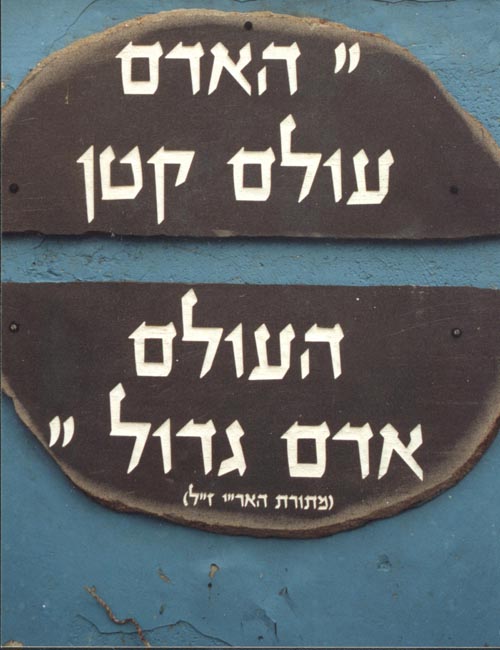 ״ האדם
עולם קטן
העולם
אדם גדול ״
(מתורת האר״י ז״ל)